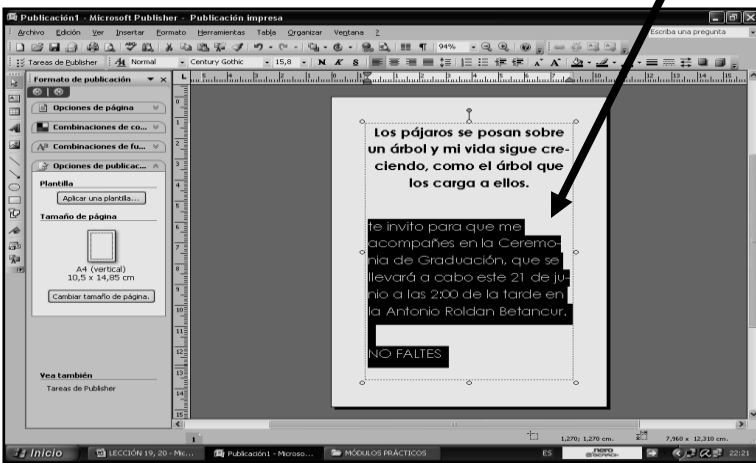 Publicación1 - Microsoft Publisher - Publicación impresa
Archivo Edición Ver Insertar Formato Herramientas Tabla Organizar Ventana ?
Escriba una pregunta
94%
Tareas de Publisher Normal Century Gothic 15,8 N K S
Formato de publicación
Opciones de página
Combinaciones de co...
Combinaciones de fu...
Opciones de publicac...
Plantilla
Aplicar una plantilla...
Tamaño de página
A4 (vertical)
10,5 x 14,85 cm
Cambiar tamaño de página.
Vea también
Tareas de Publisher
Los pájaros se posan sobre
un árbol y mi vida sigue cre-
ciendo, como el árbol que
los carga a ellos.
te invito para que me
acompañes en la Ceremo-
nia de Graduación, que se
llevará a cabo este 21 de ju-
nio a las 2:00 de la tarde en
la Antonio Roldan Betancur.
NO FALTES
1
1,270; 1,270 cm. 7,960 x 12,310 cm.
Inicio LECCIÓN 19, 20 - Mic... Publicación1 - Microso... MÓDULOS PRÁCTICOS ES nero 22:21